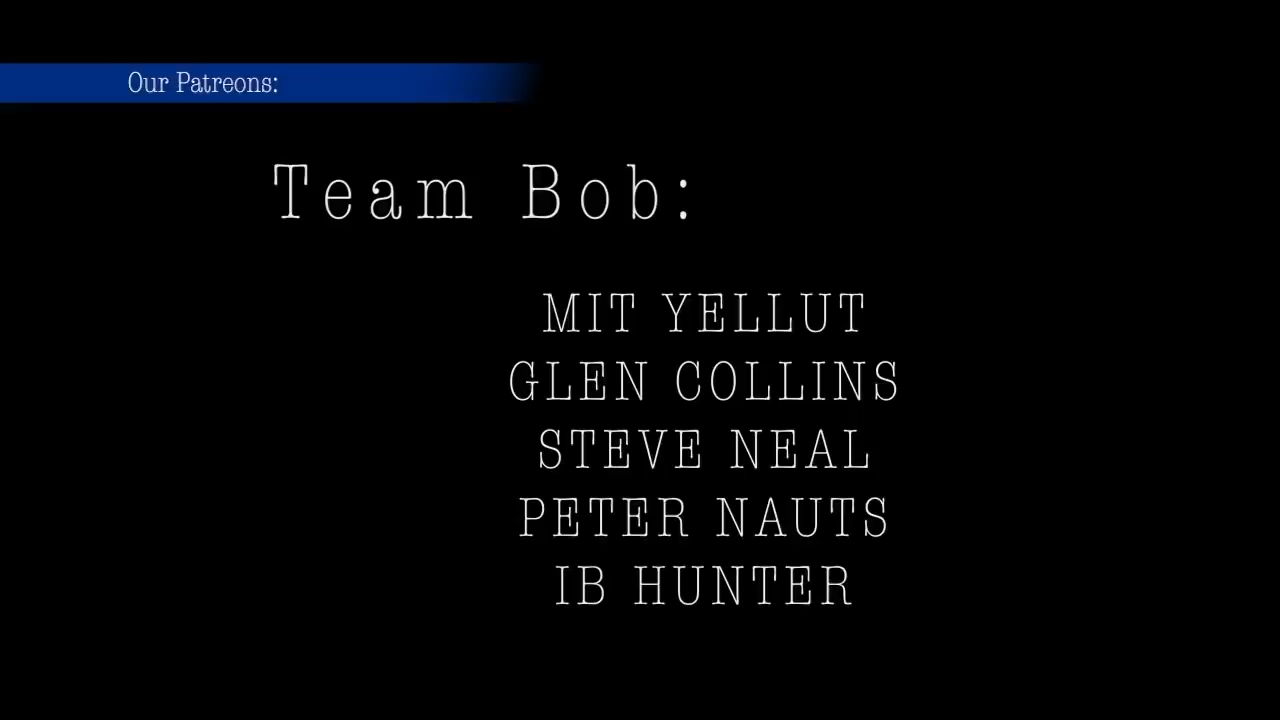 Our Patreons:
Team Bob:
MIT YELLUT
GLEN COLLINS
STEVE NEAL
PETER NAUTS
IB HUNTER